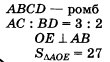 ABCD — ромб
AC : BD = 3 : 2
OE ⊥ AB
S△AOE = 27